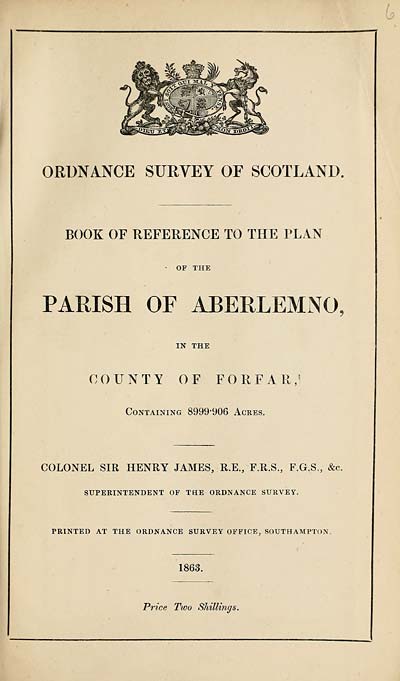 6
QUI MAL
ORDNANCE SURVEY OF SCOTLAND.
BOOK OF REFERENCE TO THE PLAN
OF THE
PARISH OF ABERLEMNO,
IN THE
COUNTY OF FORFAR,
CONTAINING 8999·906 ACRES.
COLONEL SIR HENRY JAMES, R.E., F.R.S., F.G.S., &c.
SUPERINTENDENT OF THE ORDNANCE SURVEY.
PRINTED AT THE ORDNANCE SURVEY OFFICE, SOUTHAMPTON.
1863.
Price Two Shillings.